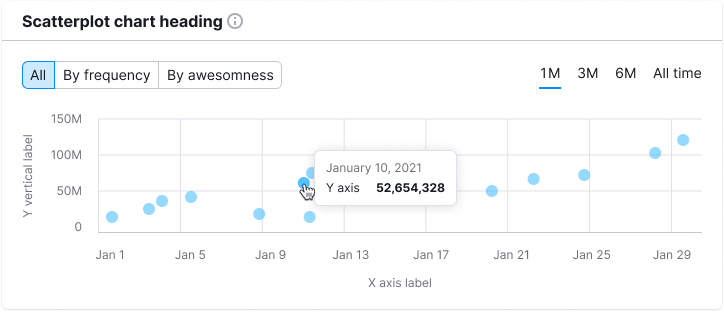 Scatterplot chart heading
All By frequency By awesomness 1M 3M 6M All time
150M
100M
50M
0
Y vertical label
January 10, 2021
Y axis 52,654,328
Jan 1 Jan 5 Jan 9 Jan 13 Jan 17 Jan 21 Jan 25 Jan 29
X axis label